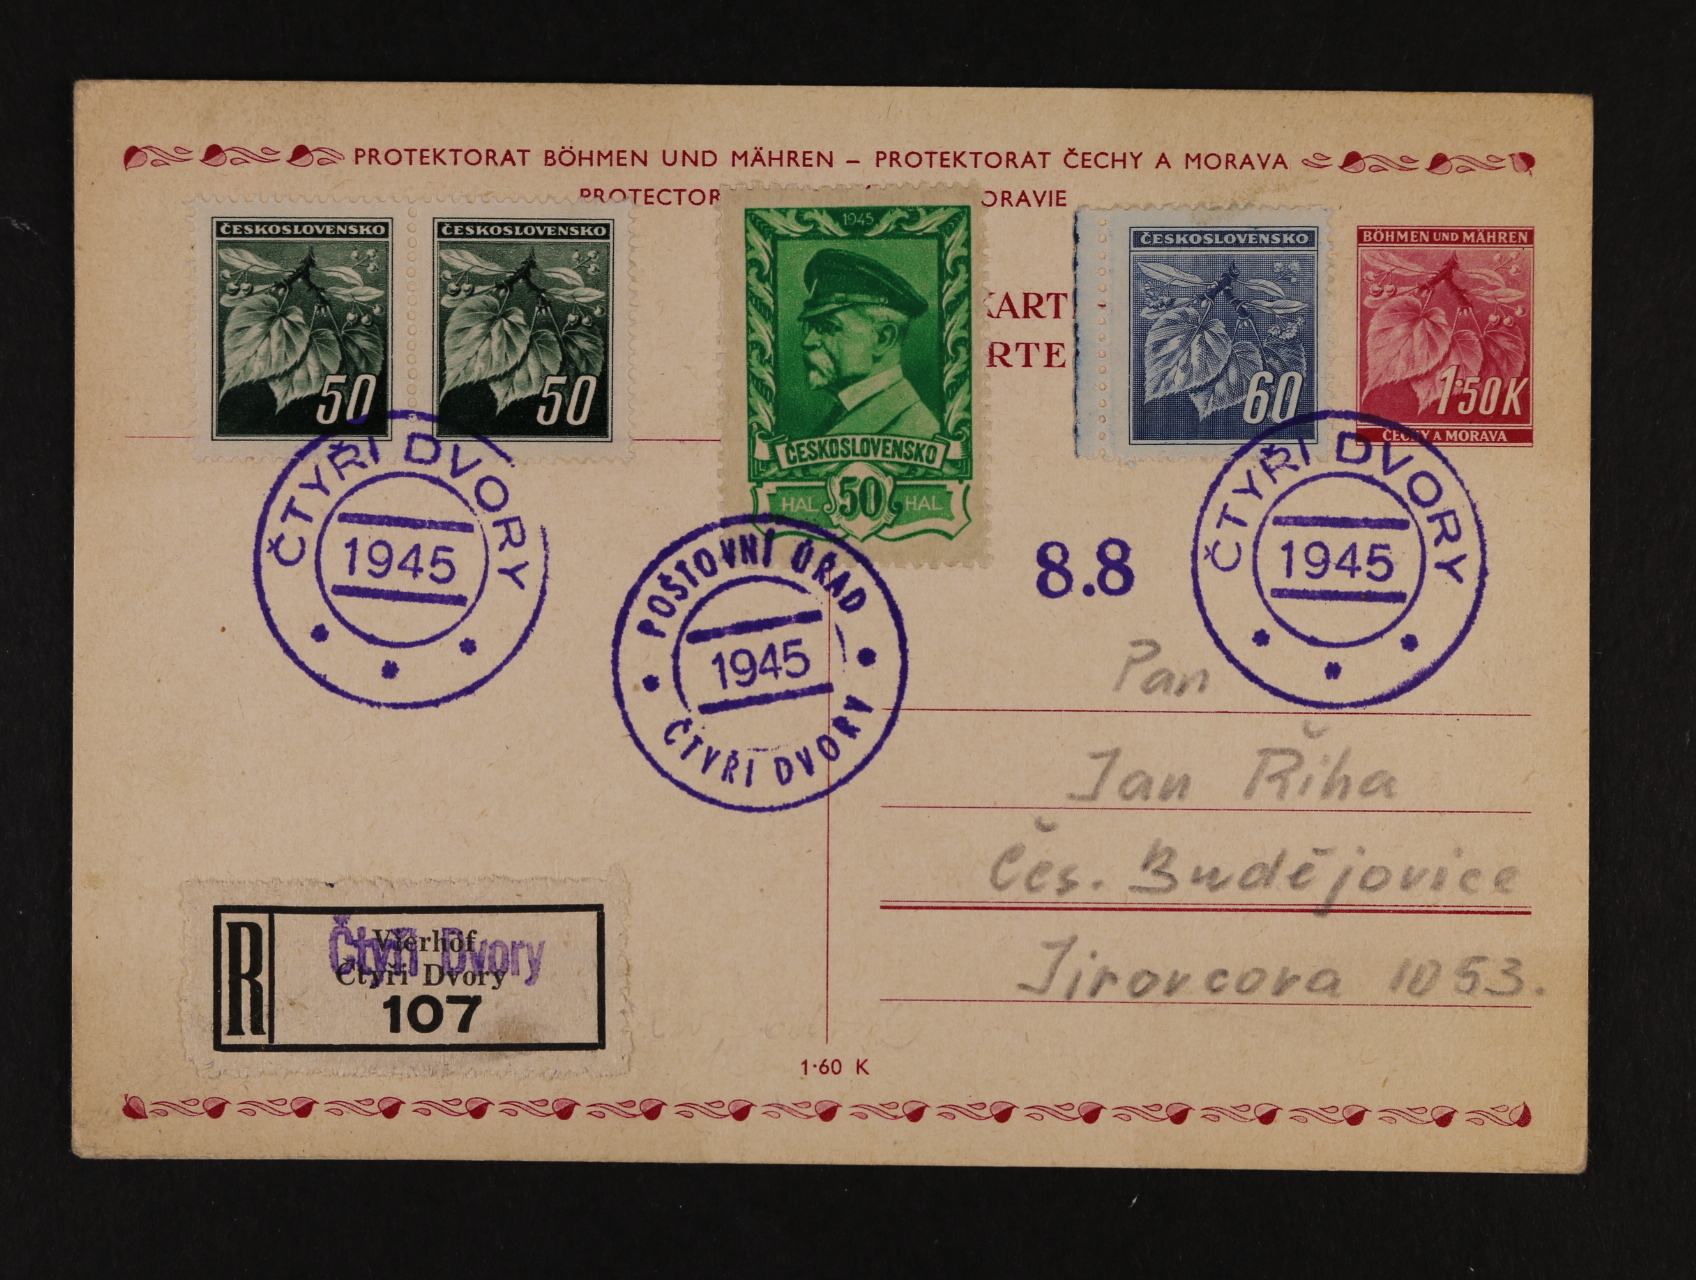 PROTEKTORAT BÖHMEN UND MÄHREN – PROTEKTORAT ČECHY A MORAVA
PROTECTOR ORAVIE
ČESKOSLOVENSKO
50
ČESKOSLOVENSKO
50
1945
ČESKOSLOVENSKO
HAL 50 HAL
KART
RTE
ČESKOSLOVENSKO
60
BÖHMEN UND MÄHREN
1·50K
ČECHY A MORAVA
ČTYŘI DVORY
1945
POŠTOVNÍ ÚŘAD
1945
ČTYŘI DVORY
8.8
ČTYŘI DVORY
1945
Pan
Jan Říha
Čes. Budějovice
Jirovcova 1053.
R
Čtyři Dvory
Vierhof
Čtyři Dvory
107
1·60 K